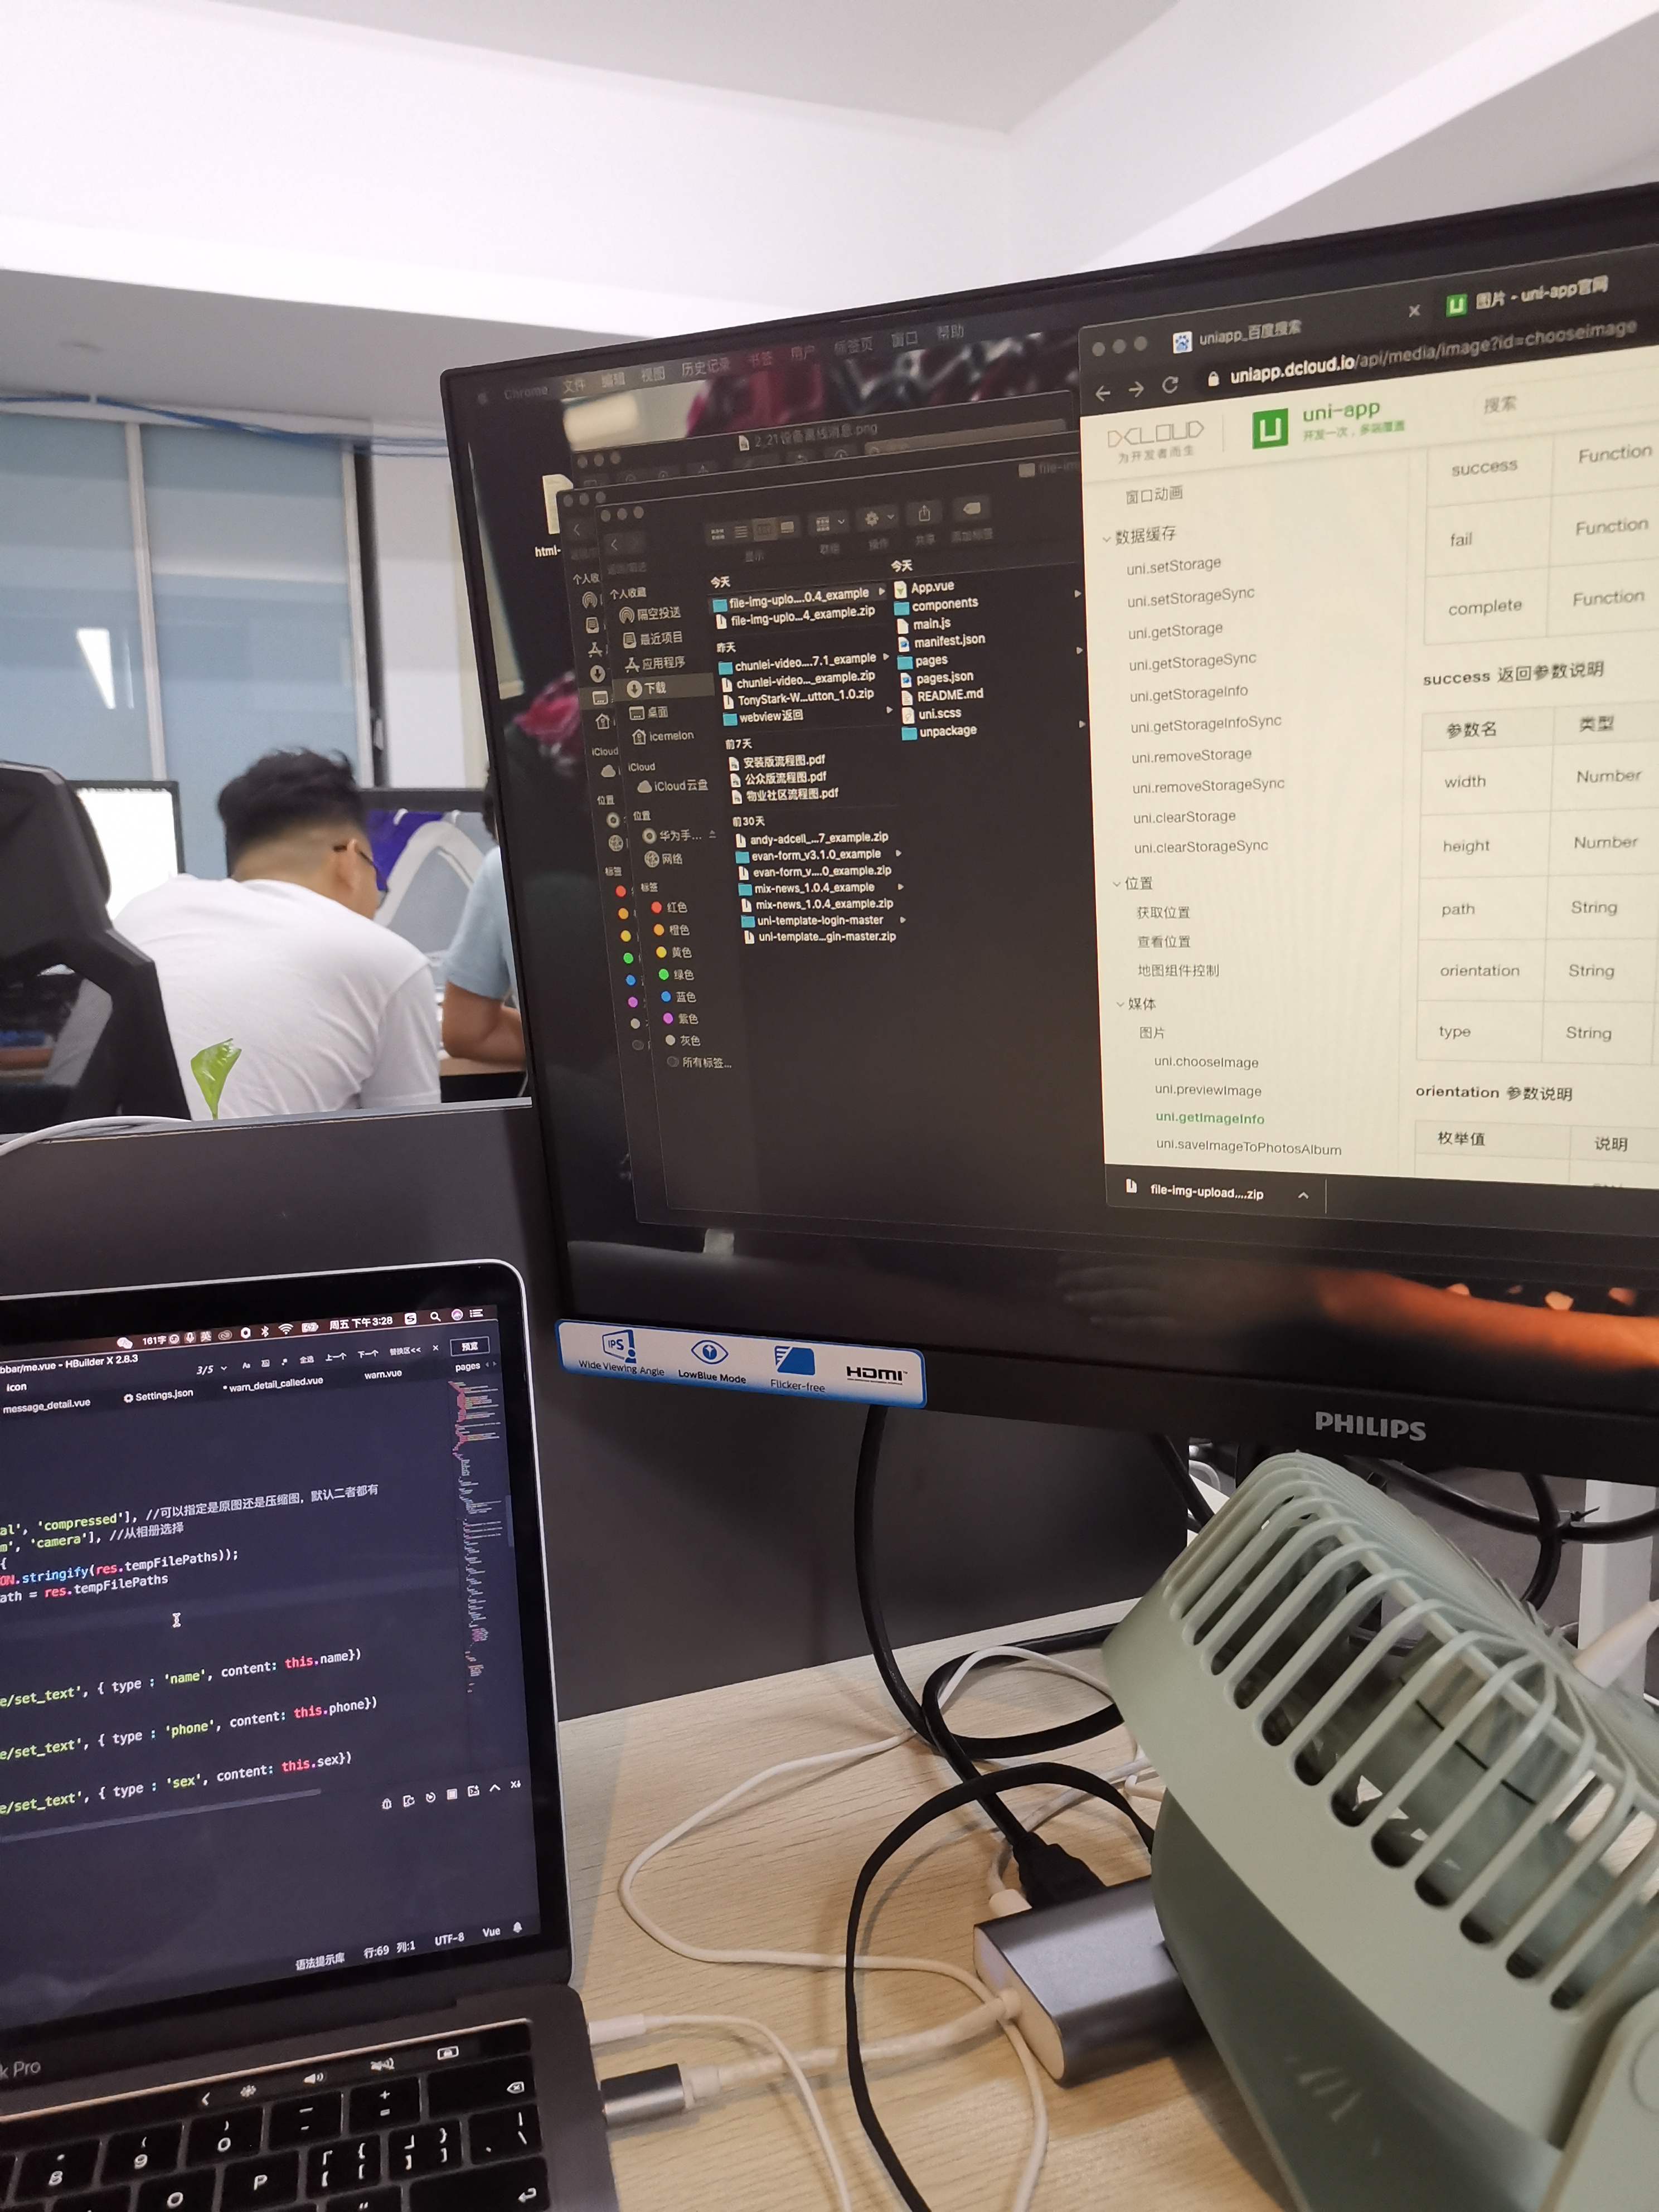 Chrome 文件 编辑 视图 历史记录 书签 用户 标签页 窗口 帮助
2_21设备离线消息.png
html-
显示 操作 共享 添加标签
个人收藏
隔空投送
最近项目
应用程序
下载
桌面
icemelon
iCloud
iCloud云盘
位置
华为手...
网络
标签
红色
橙色
黄色
绿色
蓝色
紫色
灰色
所有标签...
今天
file-img-uplo....0.4_example
file-img-uplo...4_example.zip
昨天
chunlei-video....7.1_example
chunlei-video..._example.zip
TonyStark-W...utton_1.0.zip
webview返回
前7天
安装版流程图.pdf
公众版流程图.pdf
物业社区流程图.pdf
前30天
andy-adcell_...7_example.zip
evan-form_v3.1.0_example
evan-form_v....0_example.zip
mix-news_1.0.4_example
mix-news_1.0.4_example.zip
uni-template-login-master
uni-template...gin-master.zip
今天
App.vue
components
main.js
manifest.json
pages
pages.json
README.md
uni.scss
unpackage
uniapp_百度搜索
图片 - uni-app官网
uniapp.dcloud.io/api/media/image?id=chooseimage
DCLOUD
为开发者而生
uni-app
开发一次，多端覆盖
搜索
窗口动画
数据缓存
uni.setStorage
uni.setStorageSync
uni.getStorage
uni.getStorageSync
uni.getStorageInfo
uni.getStorageInfoSync
uni.removeStorage
uni.removeStorageSync
uni.clearStorage
uni.clearStorageSync
位置
获取位置
查看位置
地图组件控制
媒体
图片
uni.chooseImage
uni.previewImage
uni.getImageInfo
uni.saveImageToPhotosAlbum
success Function
fail Function
complete Function
success 返回参数说明
参数名 类型
width Number
height Number
path String
orientation String
type String
orientation 参数说明
枚举值 说明
file-img-upload....zip
IPS
Wide Viewing Angle
LowBlue Mode
Flicker-free
HDMI
PHILIPS
161字 英 周五 下午3:28
bbar/me.vue - HBuilder X 2.8.3
3/5 Aa 全选 上一个 下一个 替换区<< 预览
icon
message_detail.vue Settings.json * warn_detail_called.vue warn.vue pages
al', 'compressed'], //可以指定是原图还是压缩图，默认二者都有
m', 'camera'], //从相册选择
{
ON.stringify(res.tempFilePaths));
ath = res.tempFilePaths
e/set_text', { type : 'name', content: this.name})
e/set_text', { type : 'phone', content: this.phone})
e/set_text', { type : 'sex', content: this.sex})
语法提示库 行:69 列:1 UTF-8 Vue
k Pro
8 9 0
O P